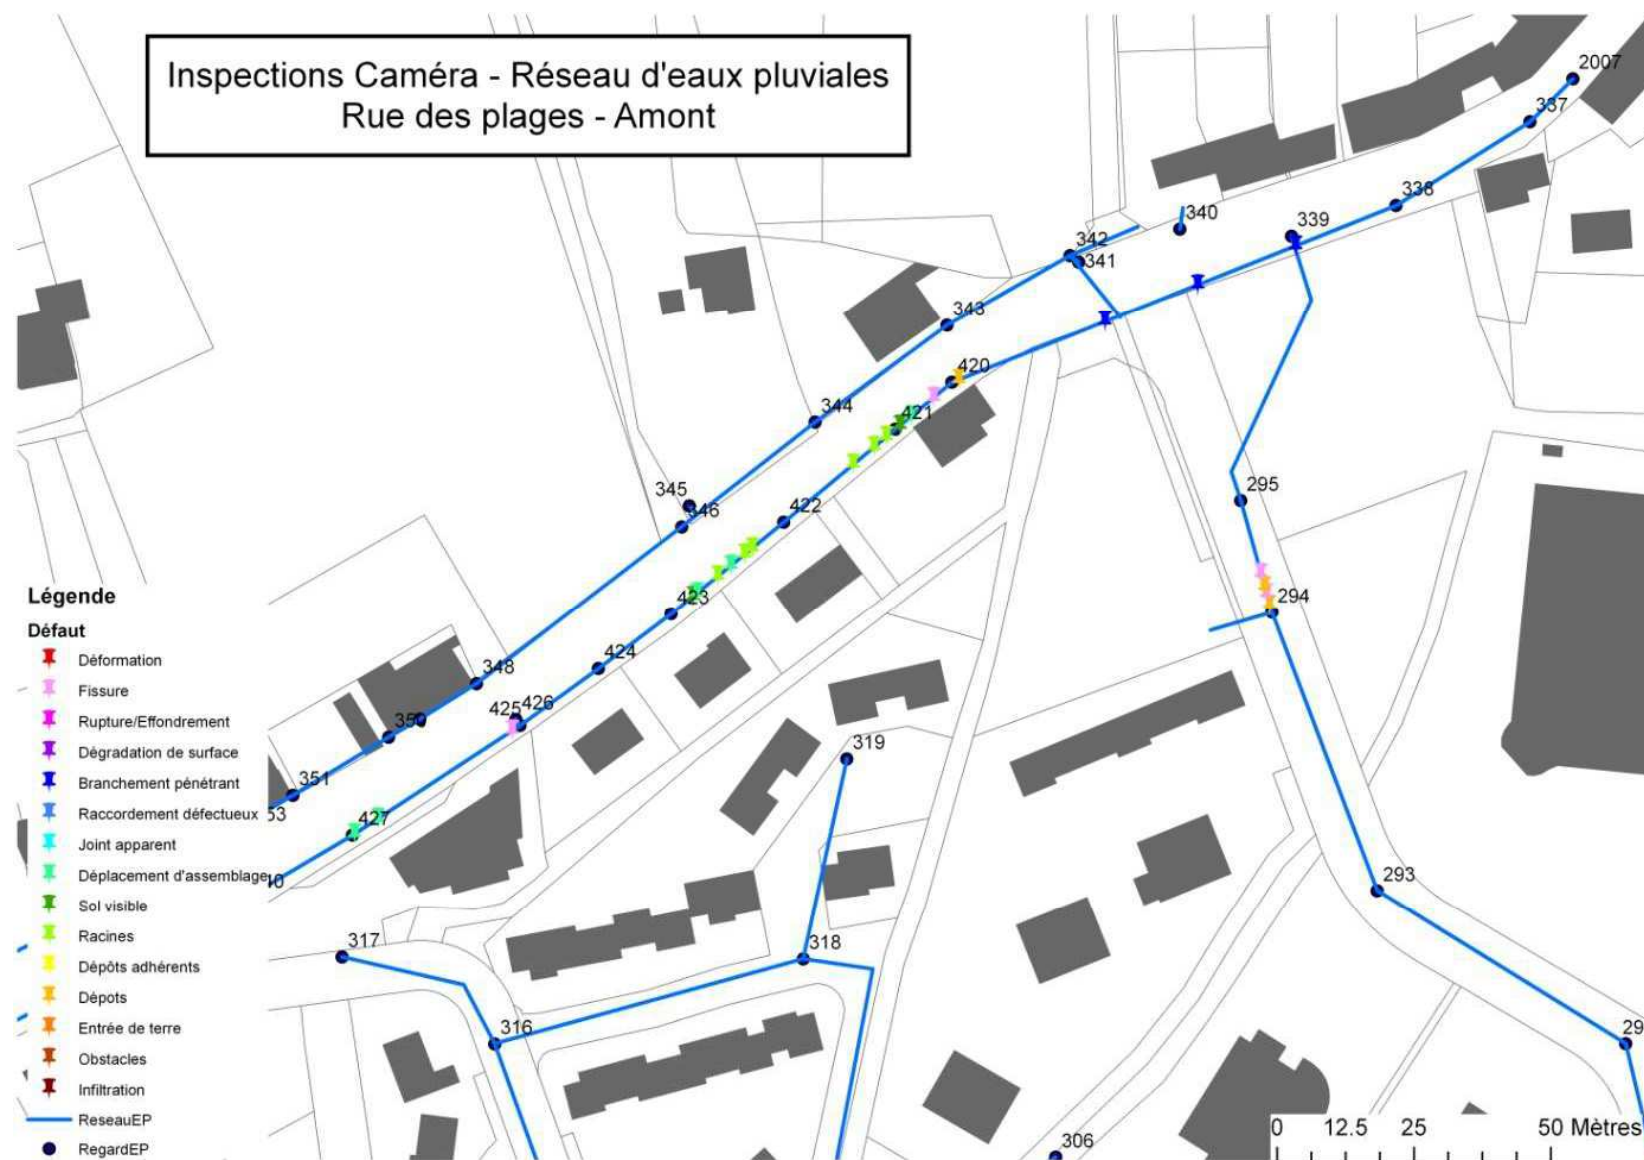 Inspections Caméra - Réseau d'eaux pluviales
Rue des plages - Amont
2007
337
338
339
340
342
341
343
420
344
421
345
346
422
295
294
423
424
348
425
426
351
427
319
293
317
318
316
306
Légende
Défaut
Déformation
Fissure
Rupture/Effondrement
Dégradation de surface
Branchement pénétrant
Raccordement défectueux
Joint apparent
Déplacement d'assemblage
Sol visible
Racines
Dépôts adhérents
Dépots
Entrée de terre
Obstacles
Infiltration
ReseauEP
RegardEP
0 12.5 25 50 Mètres